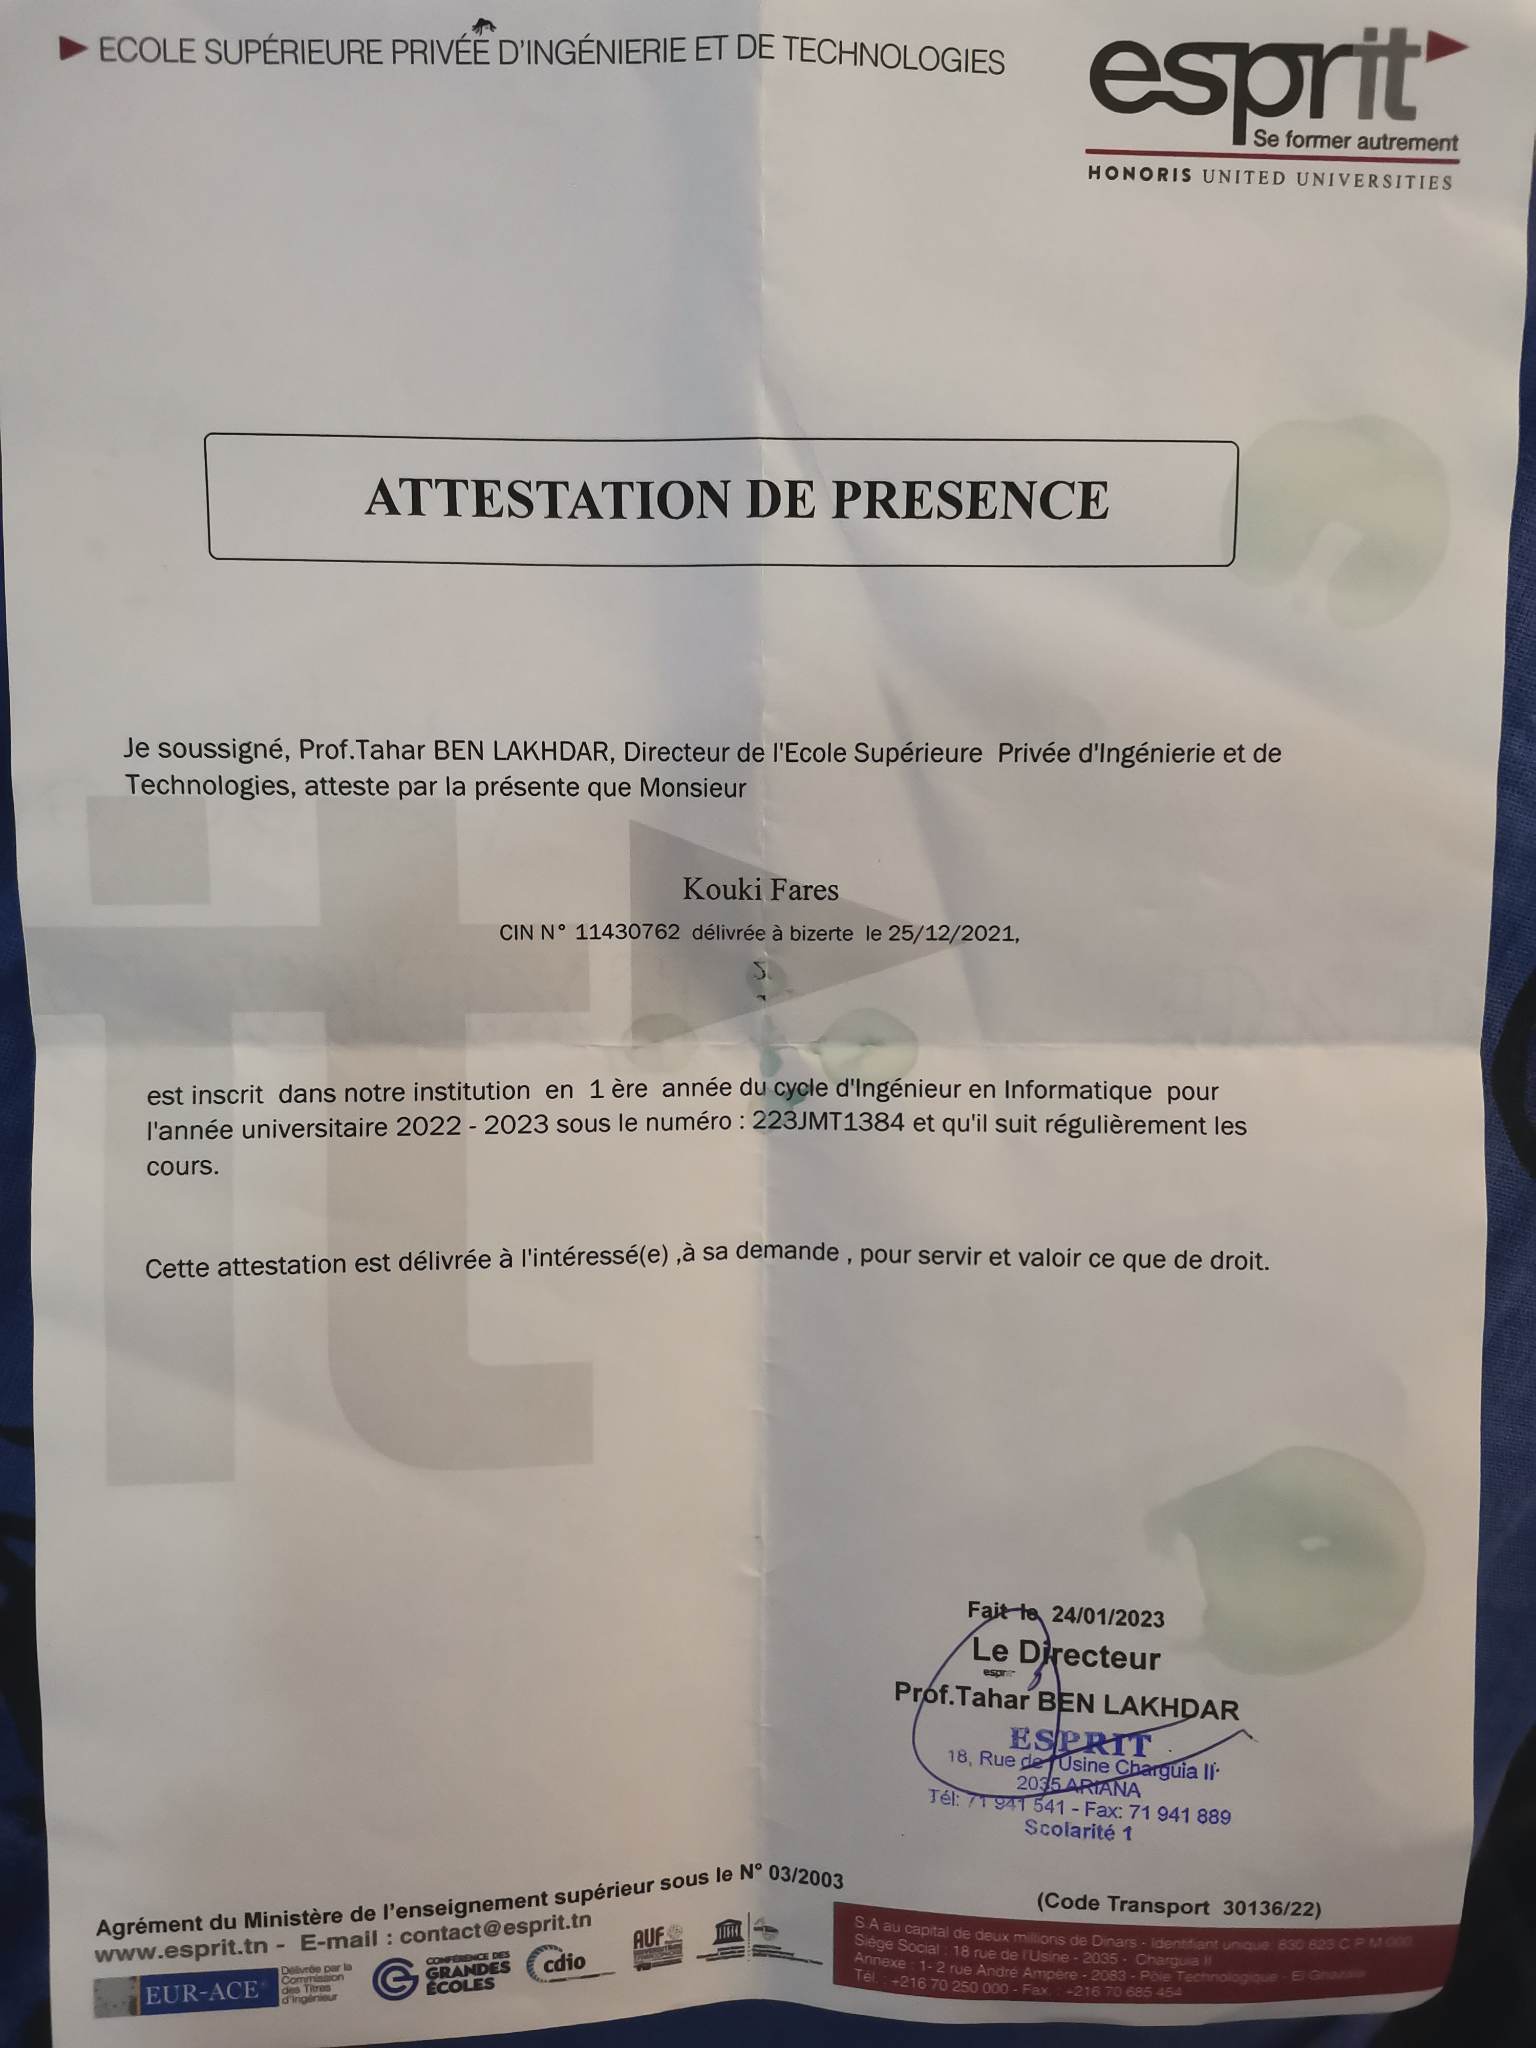 ECOLE SUPÉRIEURE PRIVÉE D'INGÉNIERIE ET DE TECHNOLOGIES
esprit
Se former autrement
HONORIS UNITED UNIVERSITIES
ATTESTATION DE PRESENCE
Je soussigné, Prof.Tahar BEN LAKHDAR, Directeur de l'Ecole Supérieure Privée d'Ingénierie et de
Technologies, atteste par la présente que Monsieur
Kouki Fares
CIN N° 11430762 délivrée à bizerte le 25/12/2021,
est inscrit dans notre institution en 1 ère année du cycle d'Ingénieur en Informatique pour
l'année universitaire 2022 - 2023 sous le numéro : 223JMT1384 et qu'il suit régulièrement les
cours.
Cette attestation est délivrée à l'intéressé(e) ,à sa demande , pour servir et valoir ce que de droit.
Fait le 24/01/2023
Le Directeur
esprit
Prof.Tahar BEN LAKHDAR
ESPRIT
18, Rue de l'Usine Charguia II
2035 ARIANA
Tél: 71 941 541 - Fax: 71 941 889
Scolarité 1
Agrément du Ministère de l'enseignement supérieur sous le N° 03/2003
www.esprit.tn - E-mail : contact@esprit.tn
(Code Transport 30136/22)
EUR-ACE
Délivrée par la
Commission
des Titres
d'Ingénieur
CONFÉRENCE DES
GRANDES
ÉCOLES
cdio
AUF
S.A au capital de deux millions de Dinars - Identifiant unique: 830 823 C P M 000
Siège Social : 18 rue de l'Usine - 2035 - Charguia II
Annexe : 1- 2 rue André Ampère - 2083 - Pôle Technologique - El Ghazala
Tél. : +216 70 250 000 - Fax. : +216 70 685 454